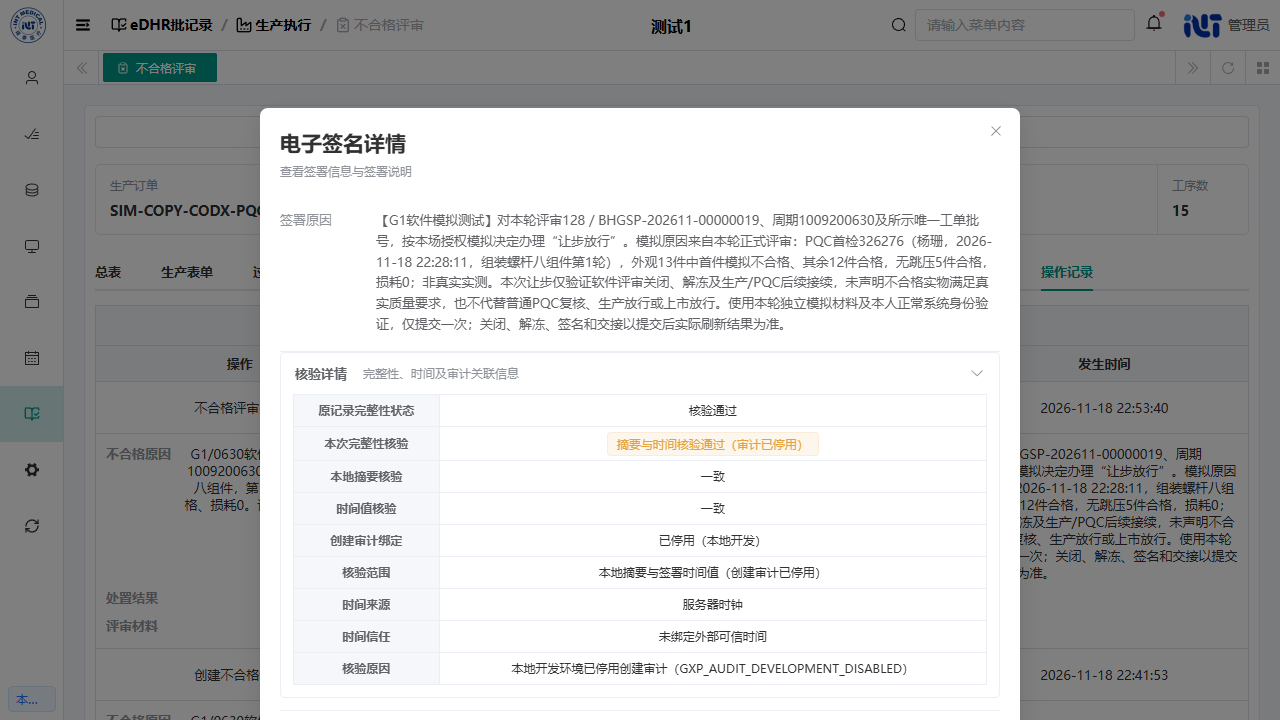 eDHR批记录 / 生产执行 / 不合格评审
测试1
请输入菜单内容
管理员
不合格评审
生产订单
SIM-COPY-CODX-PQC
工序数
15
总表 生产表单
操作记录
操作
发生时间
不合格评审
2026-11-18 22:53:40
不合格原因
处置结果
评审材料
创建不合格
2026-11-18 22:41:53
本...
电子签名详情
查看签署信息与签署说明
签署原因
【G1软件模拟测试】对本轮评审128 / BHGSP-202611-00000019、周期1009200630及所示唯一工单批
号，按本场授权模拟决定办理“让步放行”。模拟原因来自本轮正式评审：PQC首检326276（杨珊，2026-
11-18 22:28:11，组装螺杆八组件第1轮），外观13件中首件模拟不合格、其余12件合格，无跳压5件合格，
损耗0；非真实实测。本次让步仅验证软件评审关闭、解冻及生产/PQC后续接续，未声明不合格实物满足真
实质量要求，也不代替普通PQC复核、生产放行或上市放行。使用本轮独立模拟材料及本人正常系统身份验
证，仅提交一次；关闭、解冻、签名和交接以提交后实际刷新结果为准。
核验详情 完整性、时间及审计关联信息
原记录完整性状态 核验通过
本次完整性核验 摘要与时间核验通过（审计已停用）
本地摘要核验 一致
时间值核验 一致
创建审计绑定 已停用（本地开发）
核验范围 本地摘要与签署时间值（创建审计已停用）
时间来源 服务器时钟
时间信任 未绑定外部可信时间
核验原因 本地开发环境已停用创建审计（GXP_AUDIT_DEVELOPMENT_DISABLED）